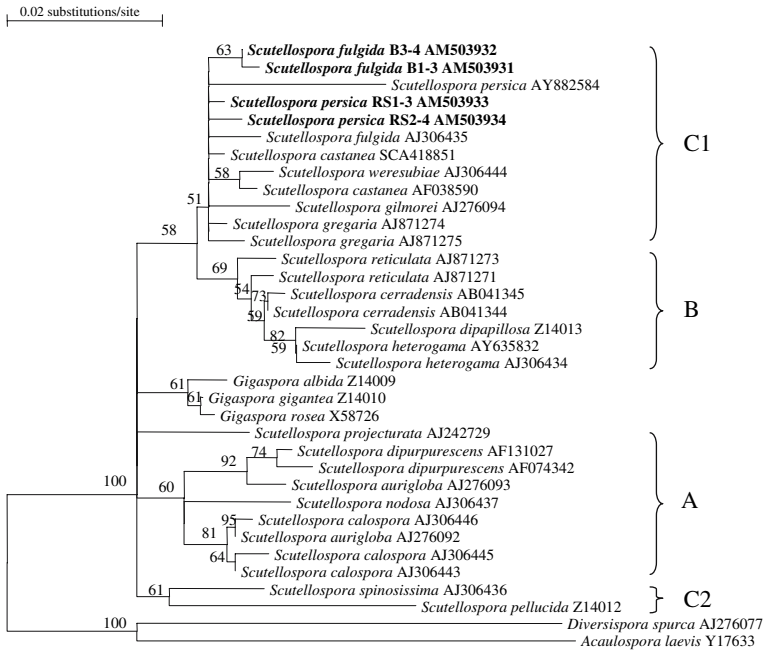 0.02 substitutions/site
63
Scutellospora fulgida B3-4 AM503932
Scutellospora fulgida B1-3 AM503931
Scutellospora persica AY882584
Scutellospora persica RS1-3 AM503933
Scutellospora persica RS2-4 AM503934
Scutellospora fulgida AJ306435
C1
Scutellospora castanea SCA418851
58
Scutellospora weresubiae AJ306444
Scutellospora castanea AF038590
51
Scutellospora gilmorei AJ276094
Scutellospora gregaria AJ871274
58
Scutellospora gregaria AJ871275
Scutellospora reticulata AJ871273
69
Scutellospora reticulata AJ871271
54
73
Scutellospora cerradensis AB041345
B
59
Scutellospora cerradensis AB041344
Scutellospora dipapillosa Z14013
82
59
Scutellospora heterogama AY635832
Scutellospora heterogama AJ306434
61
Gigaspora albida Z14009
61
Gigaspora gigantea Z14010
Gigaspora rosea X58726
Scutellospora projecturata AJ242729
74
Scutellospora dipurpurescens AF131027
92
Scutellospora dipurpurescens AF074342
100
60
Scutellospora aurigloba AJ276093
Scutellospora nodosa AJ306437
A
95
Scutellospora calospora AJ306446
81
Scutellospora aurigloba AJ276092
64
Scutellospora calospora AJ306445
Scutellospora calospora AJ306443
61
Scutellospora spinosissima AJ306436
C2
Scutellospora pellucida Z14012
100
Diversispora spurca AJ276077
Acaulospora laevis Y17633